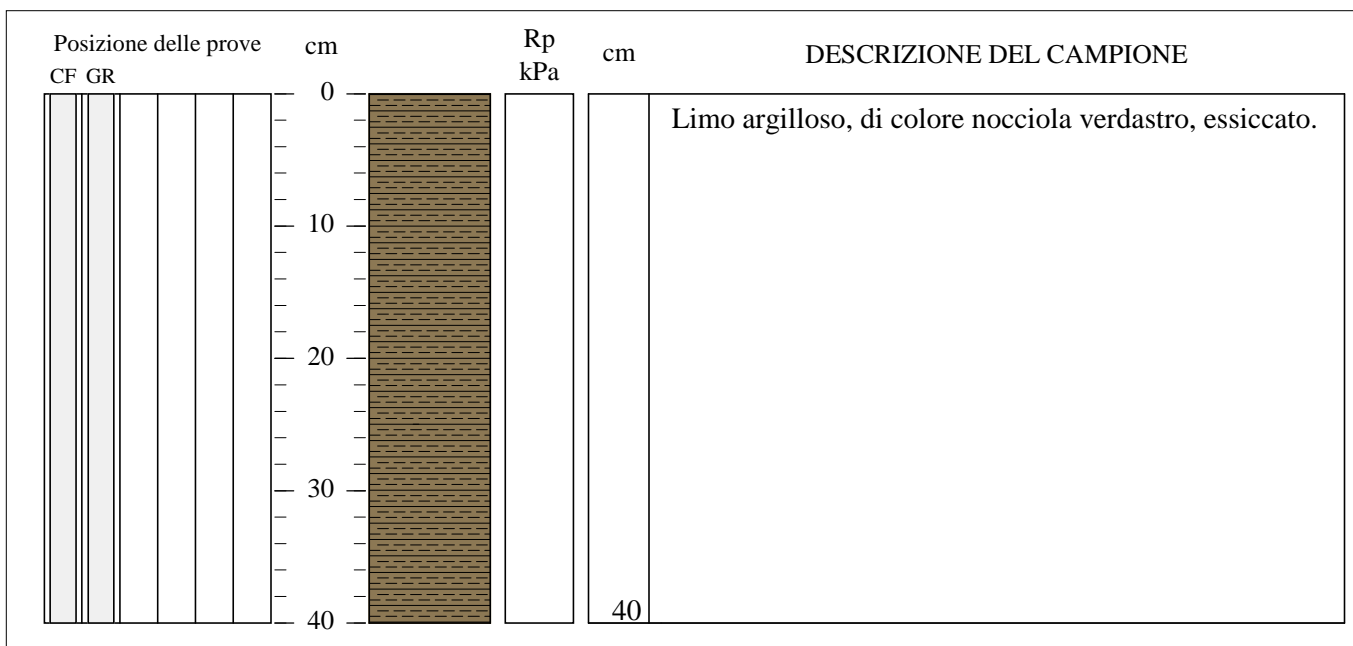 Posizione delle prove
CF GR
cm
Rp
kPa
cm
DESCRIZIONE DEL CAMPIONE
0
10
20
30
40
40
Limo argilloso, di colore nocciola verdastro, essiccato.